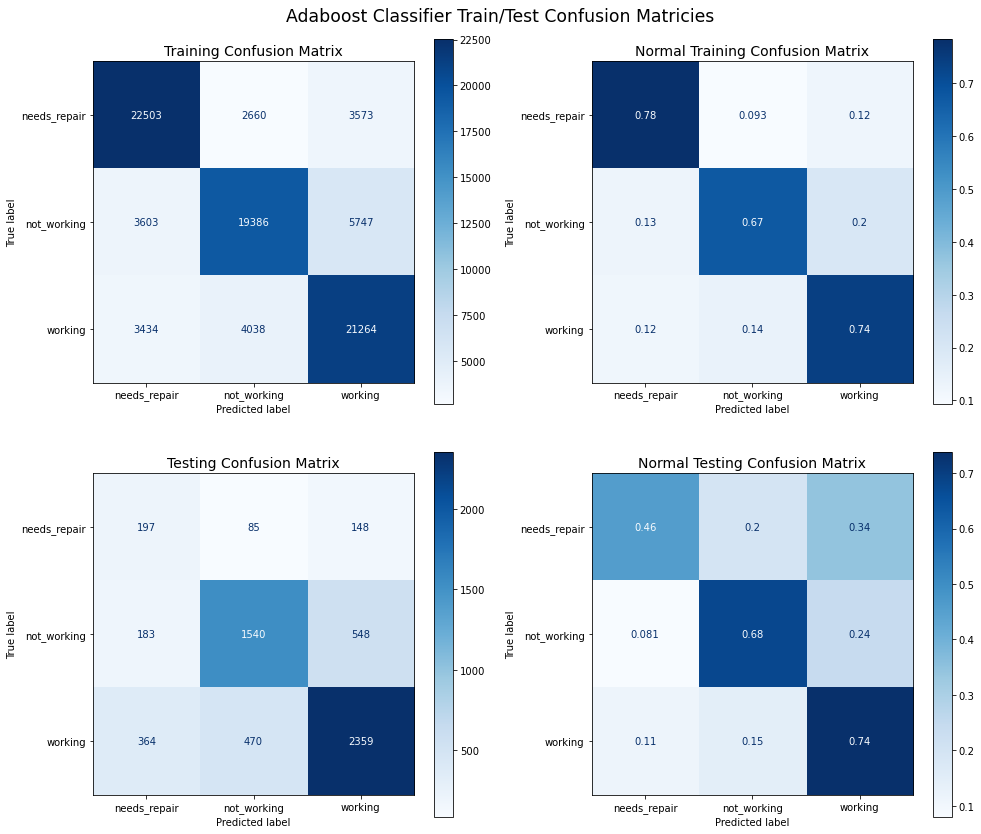 Adaboost Classifier Train/Test Confusion Matricies
Training Confusion Matrix
True label
needs_repair
not_working
working
22503 2660 3573
3603 19386 5747
3434 4038 21264
needs_repair not_working working
Predicted label
22500
20000
17500
15000
12500
10000
7500
5000
Normal Training Confusion Matrix
True label
needs_repair
not_working
working
0.78 0.093 0.12
0.13 0.67 0.2
0.12 0.14 0.74
needs_repair not_working working
Predicted label
0.7
0.6
0.5
0.4
0.3
0.2
0.1
Testing Confusion Matrix
True label
needs_repair
not_working
working
197 85 148
183 1540 548
364 470 2359
needs_repair not_working working
Predicted label
2000
1500
1000
500
Normal Testing Confusion Matrix
True label
needs_repair
not_working
working
0.46 0.2 0.34
0.081 0.68 0.24
0.11 0.15 0.74
needs_repair not_working working
Predicted label
0.7
0.6
0.5
0.4
0.3
0.2
0.1